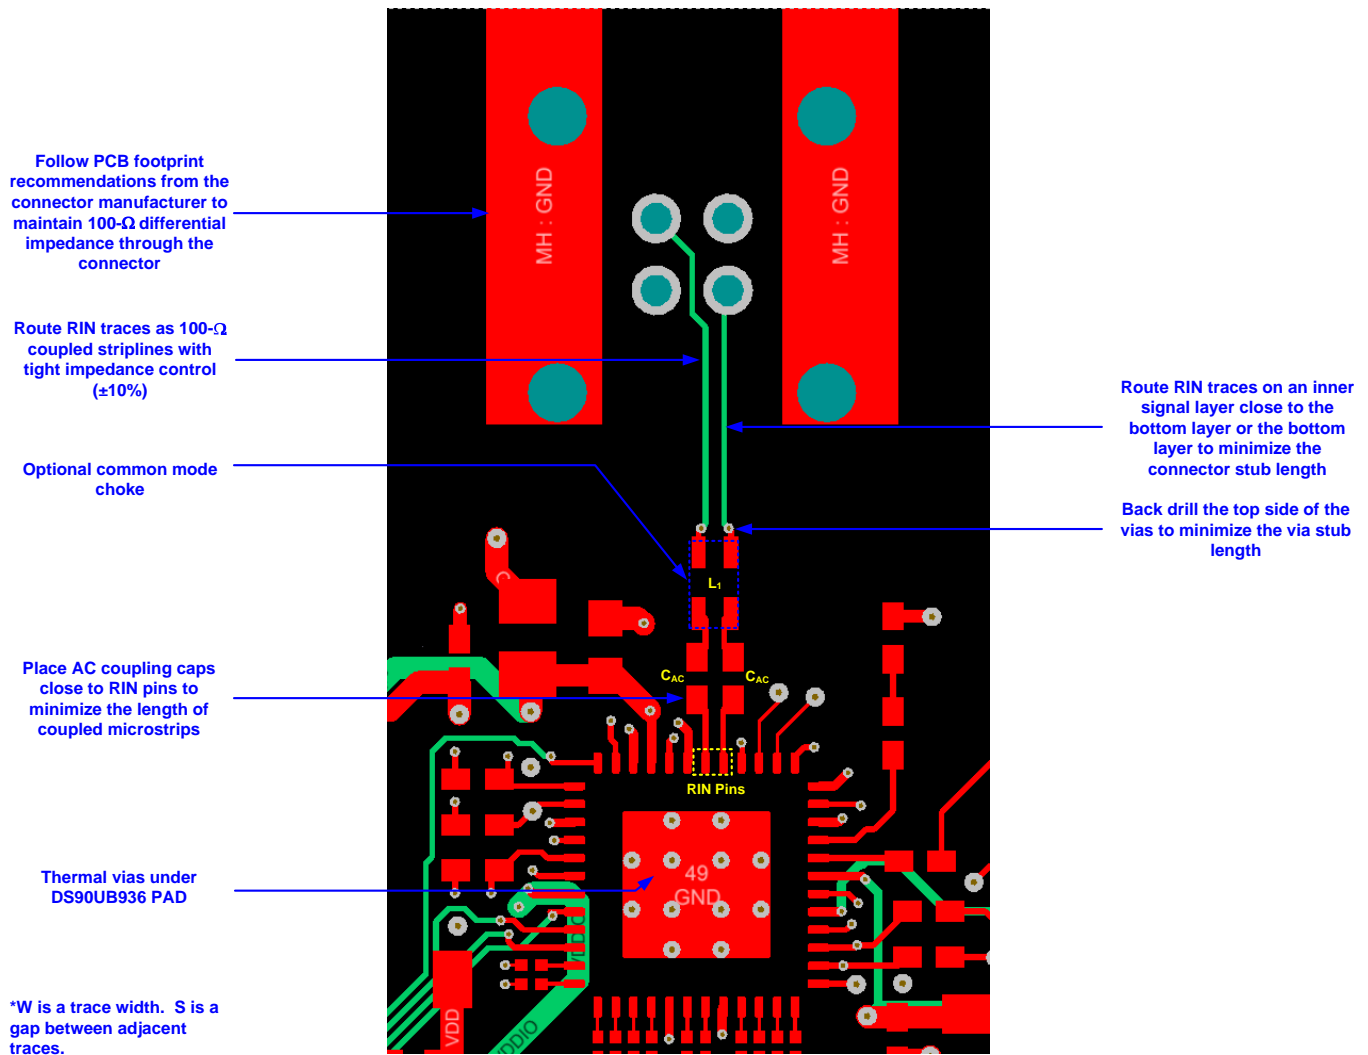 Follow PCB footprint
recommendations from the
connector manufacturer to
maintain 100-Ω differential
impedance through the
connector
Route RIN traces as 100-Ω
coupled striplines with
tight impedance control
(±10%)
Optional common mode
choke
Place AC coupling caps
close to RIN pins to
minimize the length of
coupled microstrips
Thermal vias under
DS90UB936 PAD
*W is a trace width. S is a
gap between adjacent
traces.
MH : GND
MH : GND
C
L1
CAC
CAC
RIN Pins
49
GND
VDDIO
VDD
VDDIO
Route RIN traces on an inner
signal layer close to the
bottom layer or the bottom
layer to minimize the
connector stub length
Back drill the top side of the
vias to minimize the via stub
length